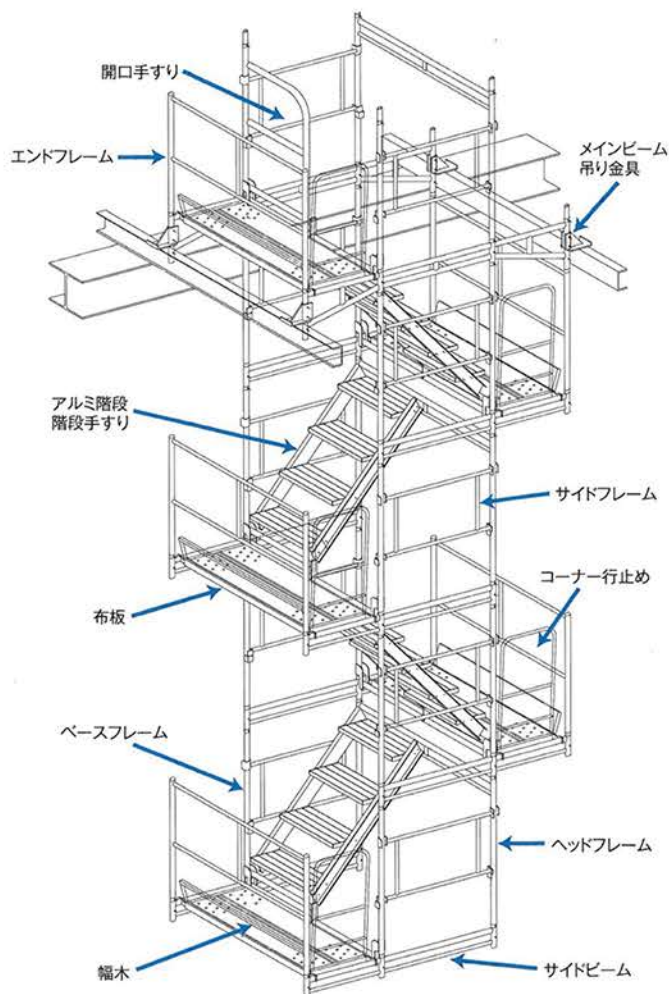 開口手すり
エンドフレーム
メインビーム
吊り金具
アルミ階段
階段手すり
サイドフレーム
コーナー行止め
布板
ベースフレーム
ヘッドフレーム
幅木
サイドビーム